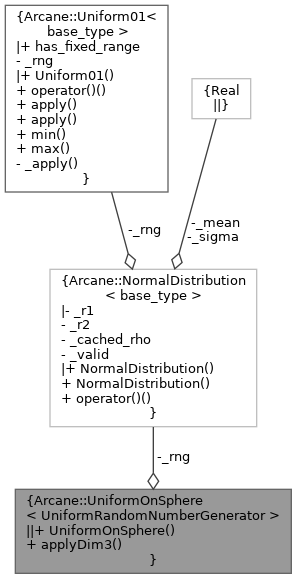 {Arcane::Uniform01<
base_type >
|+ has_fixed_range
- _rng
|+ Uniform01()
+ operator()()
+ apply()
+ apply()
+ min()
+ max()
- _apply()
}
{Real
||}
-_rng
-_mean
-_sigma
{Arcane::NormalDistribution
< base_type >
|- _r1
- _r2
- _cached_rho
- _valid
|+ NormalDistribution()
+ NormalDistribution()
+ operator()()
}
-_rng
{Arcane::UniformOnSphere
< UniformRandomNumberGenerator >
||+ UniformOnSphere()
+ applyDim3()
}